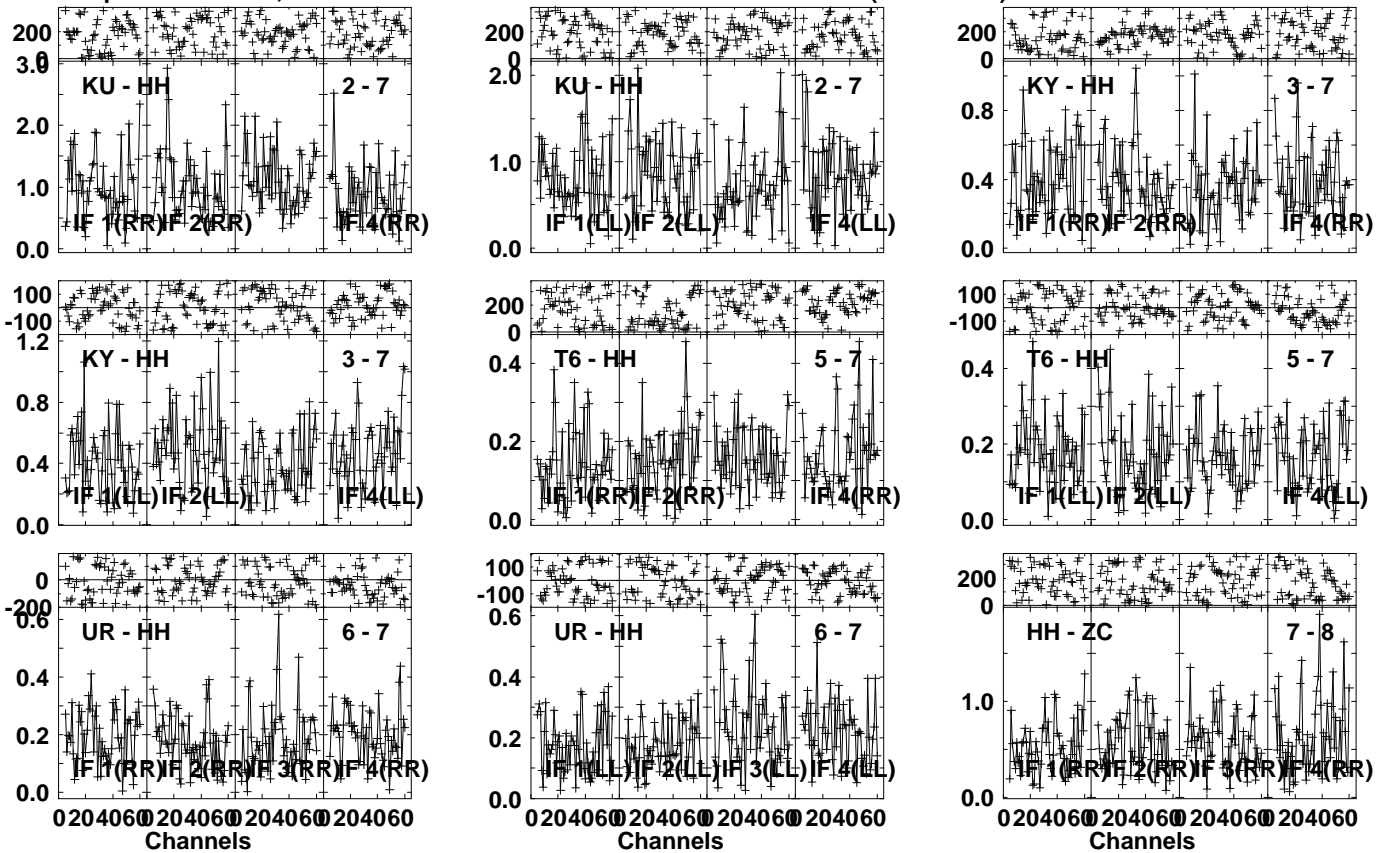 200
0
200
0
200
0
3.0
2.0
1.0
0.0
KU - HH 2 - 7
IF 1(RR) IF 2(RR) IF 4(RR)
2.0
1.0
0.0
KU - HH 2 - 7
IF 1(LL) IF 2(LL) IF 4(LL)
0.8
0.4
0.0
KY - HH 3 - 7
IF 1(RR) IF 2(RR) IF 4(RR)
100
-100
200
0
100
-100
1.2
0.8
0.4
0.0
KY - HH 3 - 7
IF 1(LL) IF 2(LL) IF 4(LL)
0.4
0.2
0.0
T6 - HH 5 - 7
IF 1(RR) IF 2(RR) IF 4(RR)
0.4
0.2
0.0
T6 - HH 5 - 7
IF 1(LL) IF 2(LL) IF 4(LL)
0
-200
100
-100
200
0
0.6
0.4
0.2
0.0
UR - HH 6 - 7
IF 1(RR) IF 2(RR) IF 3(RR) IF 4(RR)
0.6
0.4
0.2
0.0
UR - HH 6 - 7
IF 1(LL) IF 2(LL) IF 3(LL) IF 4(LL)
1.0
0.0
HH - ZC 7 - 8
IF 1(RR) IF 2(RR) IF 3(RR) IF 4(RR)
0 20 40 60 0 20 40 60 0 20 40 60 0 20 40 60
0 20 40 60 0 20 40 60 0 20 40 60 0 20 40 60
0 20 40 60 0 20 40 60 0 20 40 60 0 20 40 60
Channels Channels Channels